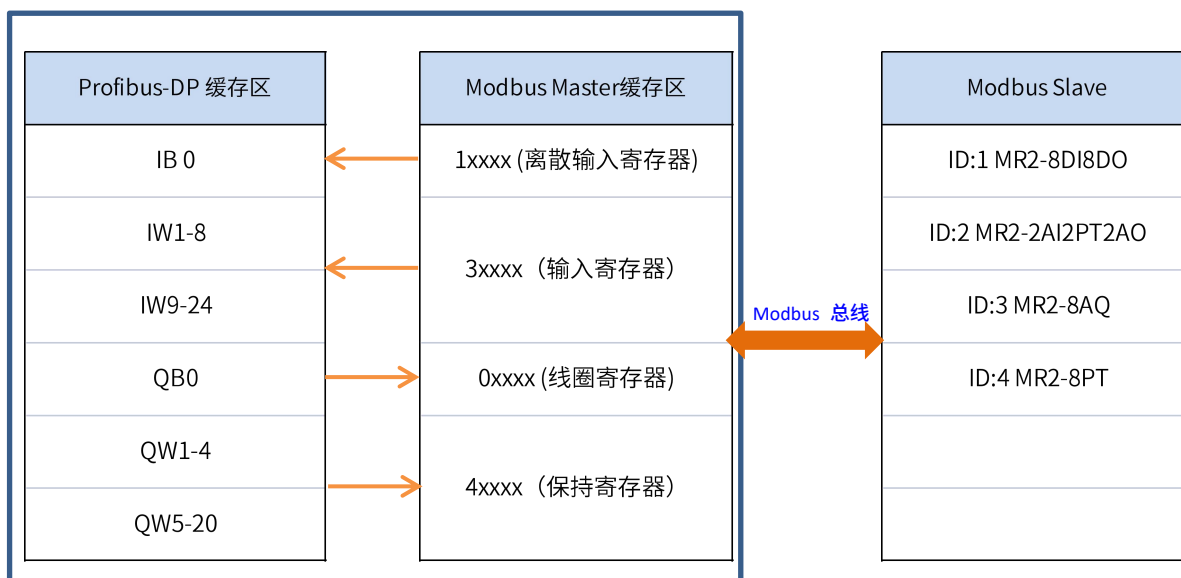 Profibus-DP 缓存区
IB 0
IW1-8
IW9-24
QB0
QW1-4
QW5-20
Modbus Master缓存区
1xxxx (离散输入寄存器)
3xxxx（输入寄存器）
0xxxx (线圈寄存器)
4xxxx（保持寄存器）
Modbus 总线
Modbus Slave
ID:1 MR2-8DI8DO
ID:2 MR2-2AI2PT2AO
ID:3 MR2-8AQ
ID:4 MR2-8PT